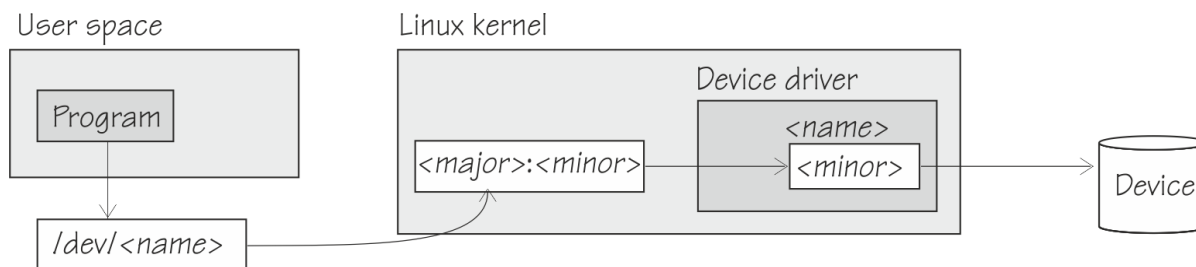 User space
Linux kernel
Device driver
Program
<name>
<major>:<minor>
<minor>
Device
/dev/<name>